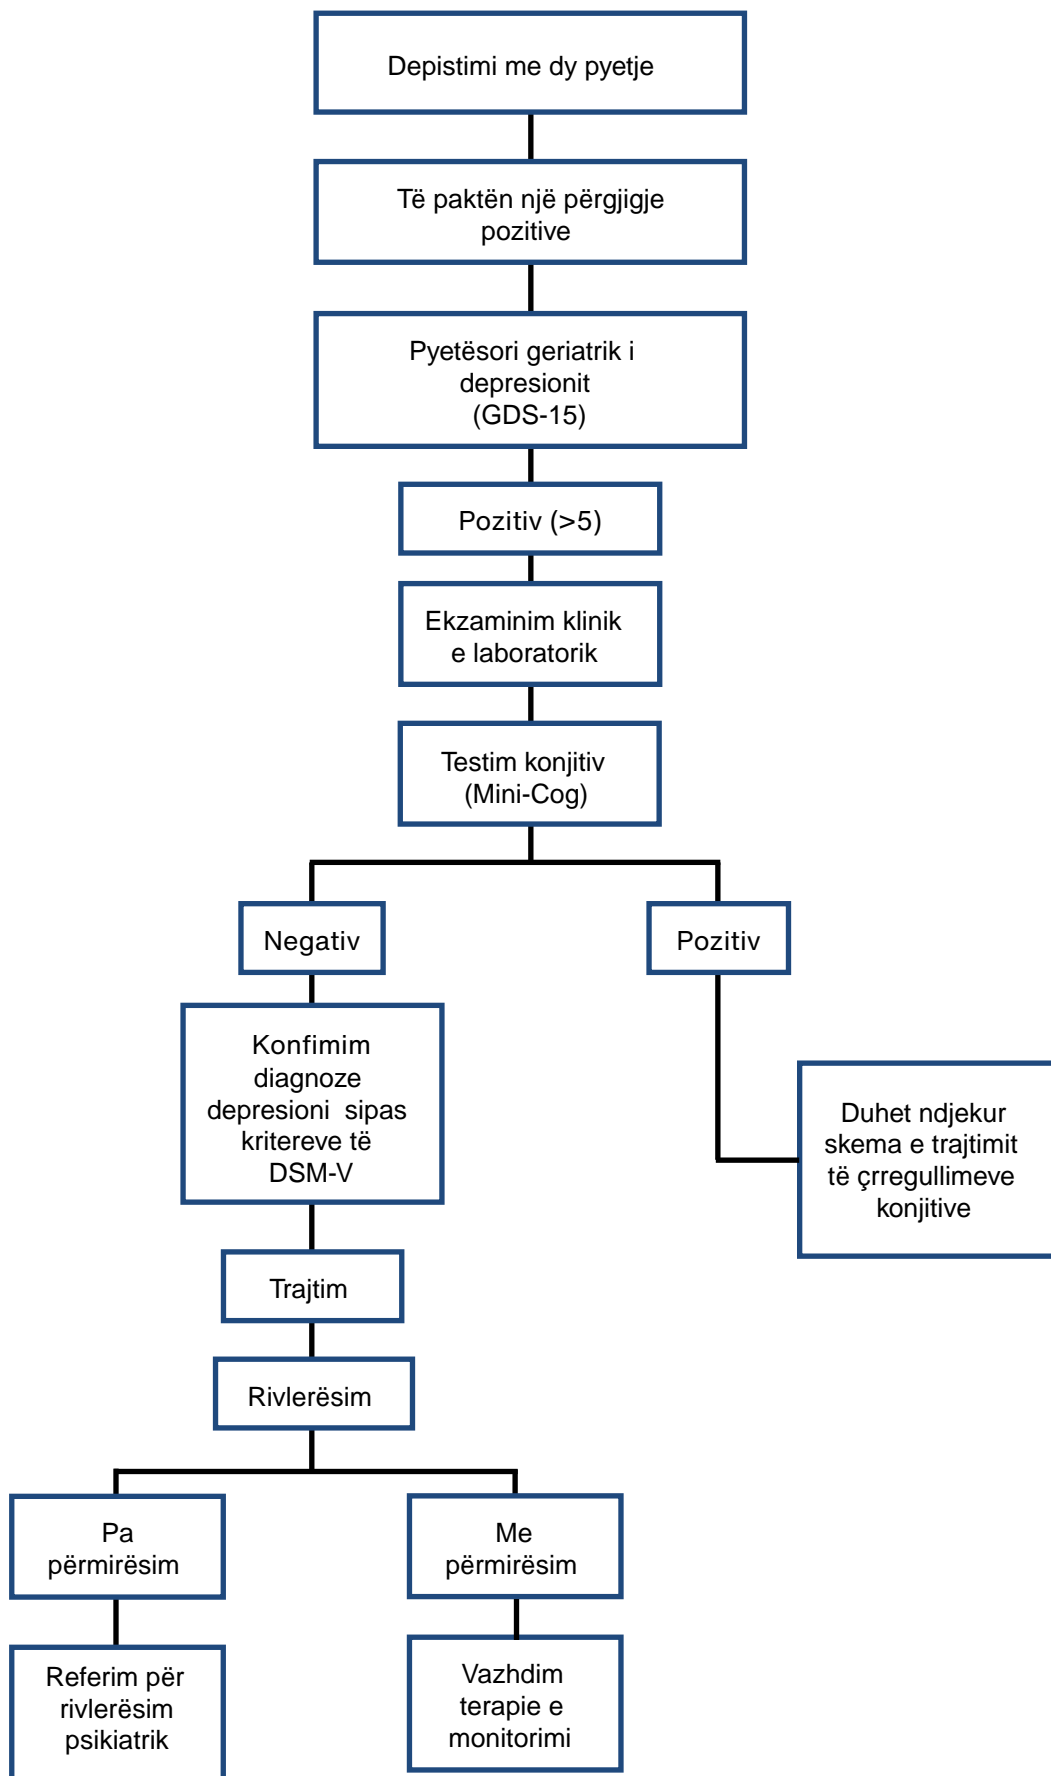 Depistimi me dy pyetje
Të paktën një përgjigje
pozitive
Pyetësori geriatrik i
depresionit
(GDS-15)
Pozitiv (>5)
Ekzaminim klinik
e laboratorik
Testim konjitiv
(Mini-Cog)
Negativ
Pozitiv
Konfimim
diagnoze
depresioni sipas
kritereve të
DSM-V
Duhet ndjekur
skema e trajtimit
të çrregullimeve
konjitive
Trajtim
Rivlerësim
Pa
përmirësim
Me
përmirësim
Referim për
rivlerësim
psikiatrik
Vazhdim
terapie e
monitorimi